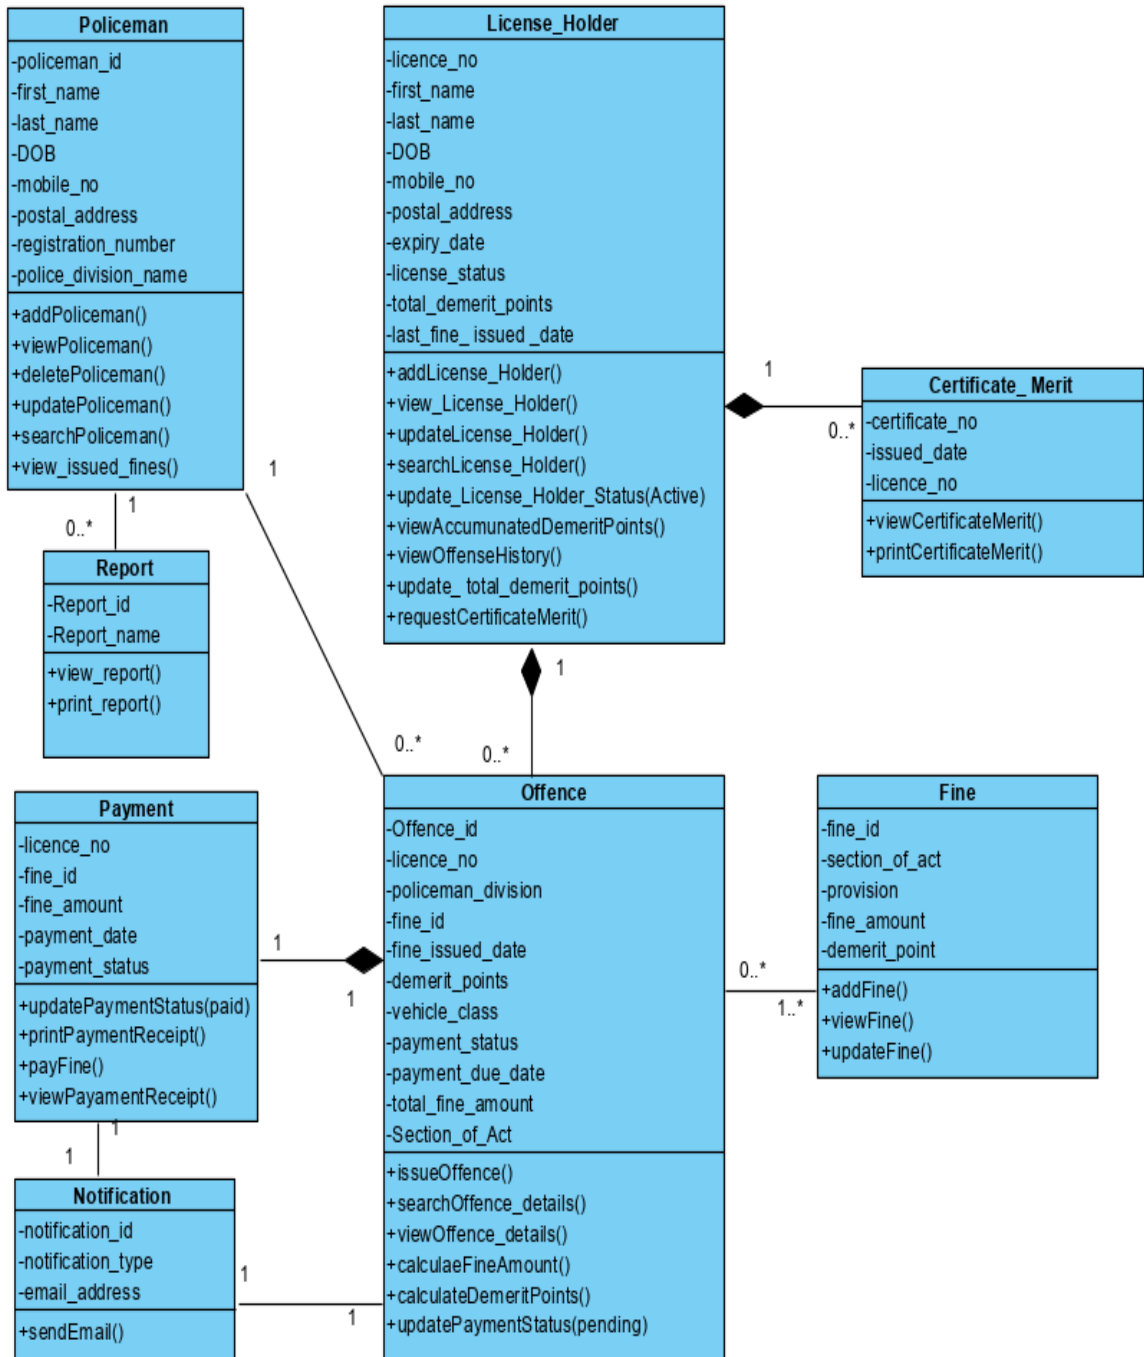 Policeman
-policeman_id
-first_name
-last_name
-DOB
-mobile_no
-postal_address
-registration_number
-police_division_name
+addPoliceman()
+viewPoliceman()
+deletePoliceman()
+updatePoliceman()
+searchPoliceman()
+view_issued_fines()
License_Holder
-licence_no
-first_name
-last_name
-DOB
-mobile_no
-postal_address
-expiry_date
-license_status
-total_demerit_points
-last_fine_ issued _date
+addLicense_Holder()
+view_License_Holder()
+updateLicense_Holder()
+searchLicense_Holder()
+update_License_Holder_Status(Active)
+viewAccumunatedDemeritPoints()
+viewOffenseHistory()
+update_ total_demerit_points()
+requestCertificateMerit()
1
0..*
Certificate_ Merit
-certificate_no
-issued_date
-licence_no
+viewCertificateMerit()
+printCertificateMerit()
1
1
0..*
Report
-Report_id
-Report_name
+view_report()
+print_report()
1
0..*
0..*
Payment
-licence_no
-fine_id
-fine_amount
-payment_date
-payment_status
+updatePaymentStatus(paid)
+printPaymentReceipt()
+payFine()
+viewPayamentReceipt()
1
1
Offence
-Offence_id
-licence_no
-policeman_division
-fine_id
-fine_issued_date
-demerit_points
-vehicle_class
-payment_status
-payment_due_date
-total_fine_amount
-Section_of_Act
+issueOffence()
+searchOffence_details()
+viewOffence_details()
+calculaeFineAmount()
+calculateDemeritPoints()
+updatePaymentStatus(pending)
0..*
1..*
Fine
-fine_id
-section_of_act
-provision
-fine_amount
-demerit_point
+addFine()
+viewFine()
+updateFine()
1
1
Notification
-notification_id
-notification_type
-email_address
+sendEmail()
1
1